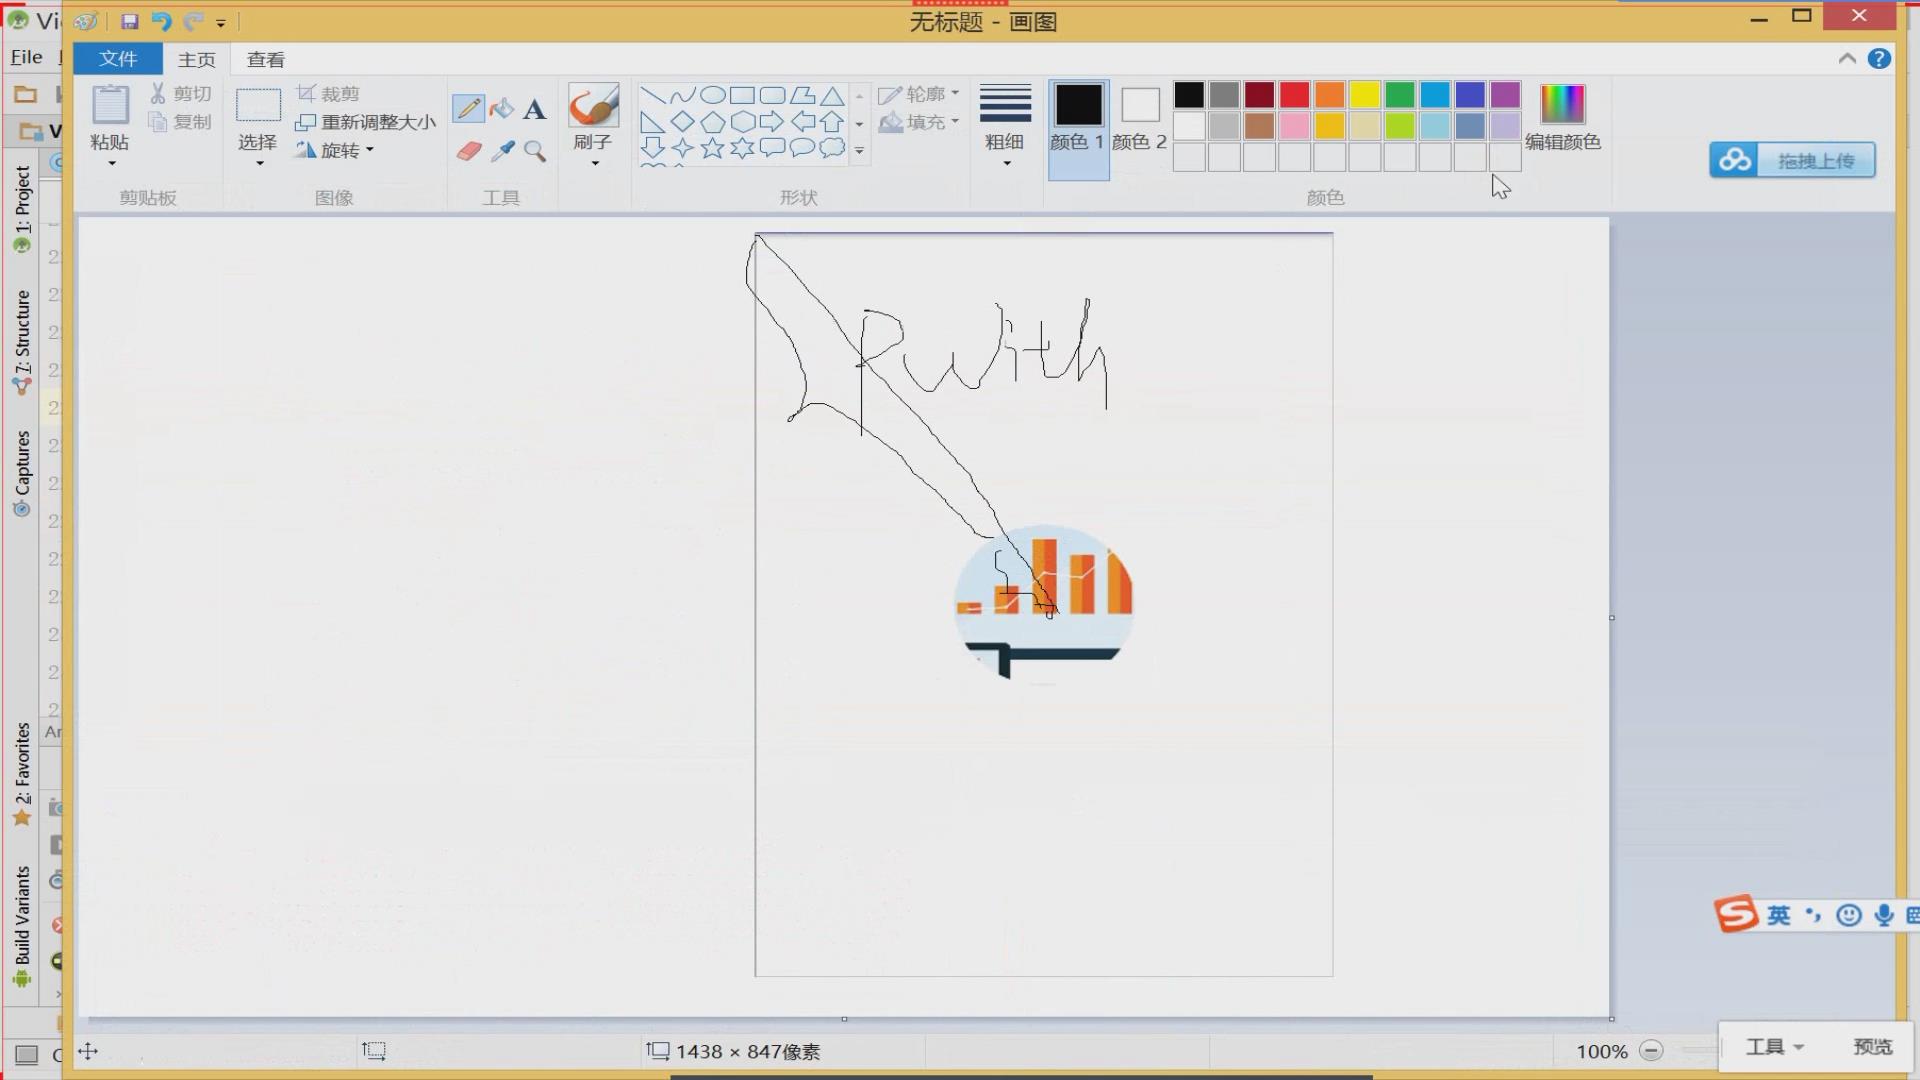 无标题 - 画图
File
文件
主页
查看
粘贴
剪切
复制
剪贴板
选择
裁剪
重新调整大小
旋转
图像
A
工具
刷子
形状
轮廓
填充
粗细
颜色 1
颜色 2
颜色
编辑颜色
拖拽上传
1: Project
7: Structure
Captures
2: Favorites
Build Variants
英
1438 × 847像素
100%
工具
预览